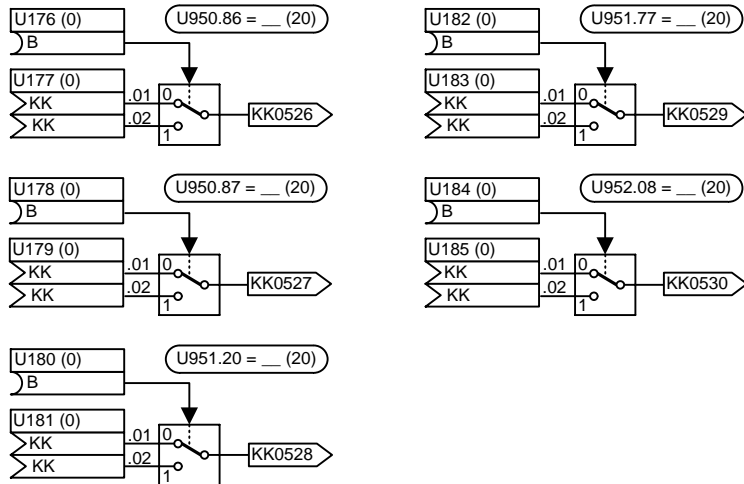 U176 (0)
U950.86 = __ (20)
B
U177 (0)
KK
.01
0
KK
.02
1
KK0526
U182 (0)
U951.77 = __ (20)
B
U183 (0)
KK
.01
0
KK
.02
1
KK0529
U178 (0)
U950.87 = __ (20)
B
U179 (0)
KK
.01
0
KK
.02
1
KK0527
U184 (0)
U952.08 = __ (20)
B
U185 (0)
KK
.01
0
KK
.02
1
KK0530
U180 (0)
U951.20 = __ (20)
B
U181 (0)
KK
.01
0
KK
.02
1
KK0528